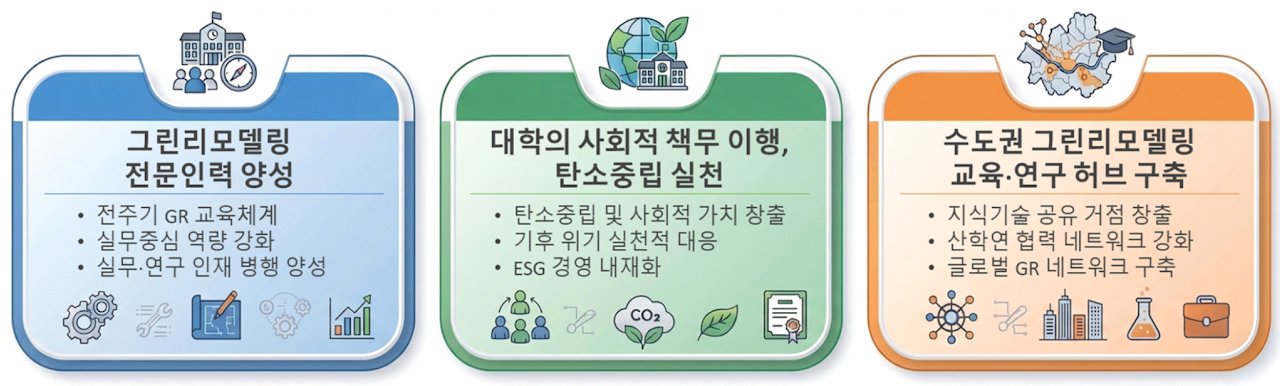 그린리모델링
전문인력 양성
• 전주기 GR 교육체계
• 실무중심 역량 강화
• 실무·연구 인재 병행 양성
대학의 사회적 책무 이행,
탄소중립 실천
• 탄소중립 및 사회적 가치 창출
• 기후 위기 실천적 대응
• ESG 경영 내재화
CO₂
수도권 그린리모델링
교육·연구 허브 구축
• 지식기술 공유 거점 창출
• 산학연 협력 네트워크 강화
• 글로벌 GR 네트워크 구축